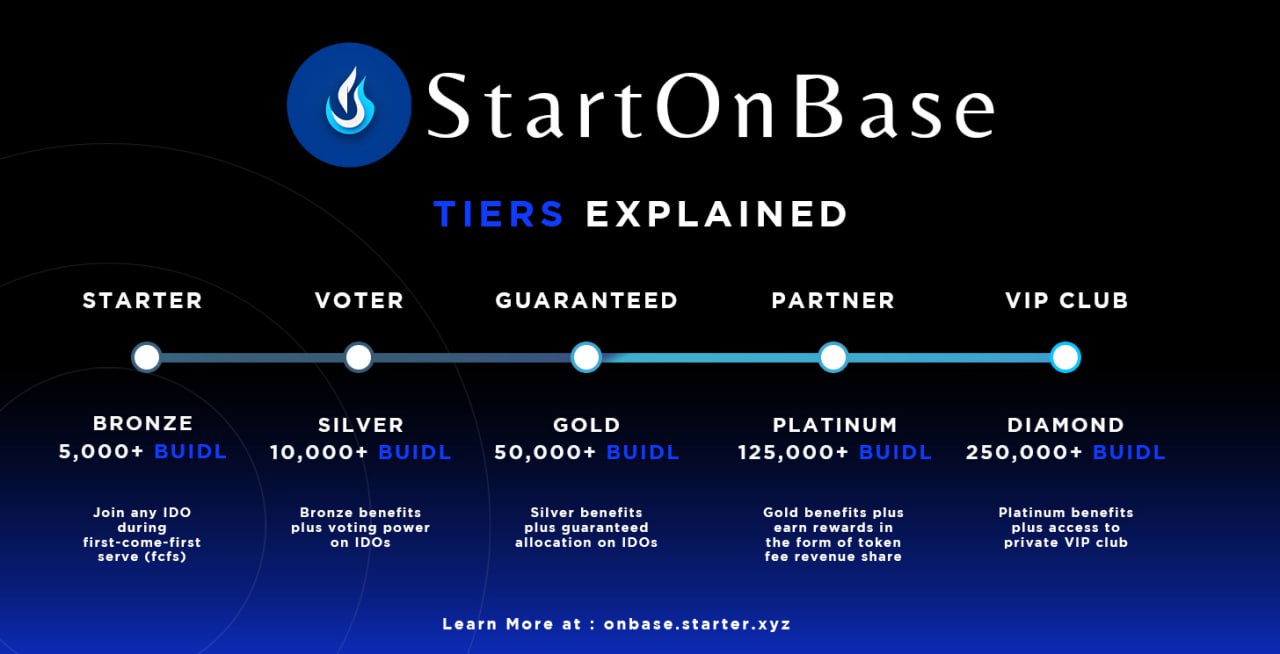 StartOnBase
TIERS EXPLAINED
STARTER
VOTER
GUARANTEED
PARTNER
VIP CLUB
BRONZE
5,000+ BUIDL
SILVER
10,000+ BUIDL
GOLD
50,000+ BUIDL
PLATINUM
125,000+ BUIDL
DIAMOND
250,000+ BUIDL
Join any IDO
during
first-come-first
serve (fcfs)
Bronze benefits
plus voting power
on IDOs
Silver benefits
plus guaranteed
allocation on IDOs
Gold benefits plus
earn rewards in
the form of token
fee revenue share
Platinum benefits
plus access to
private VIP club
Learn More at : onbase.starter.xyz